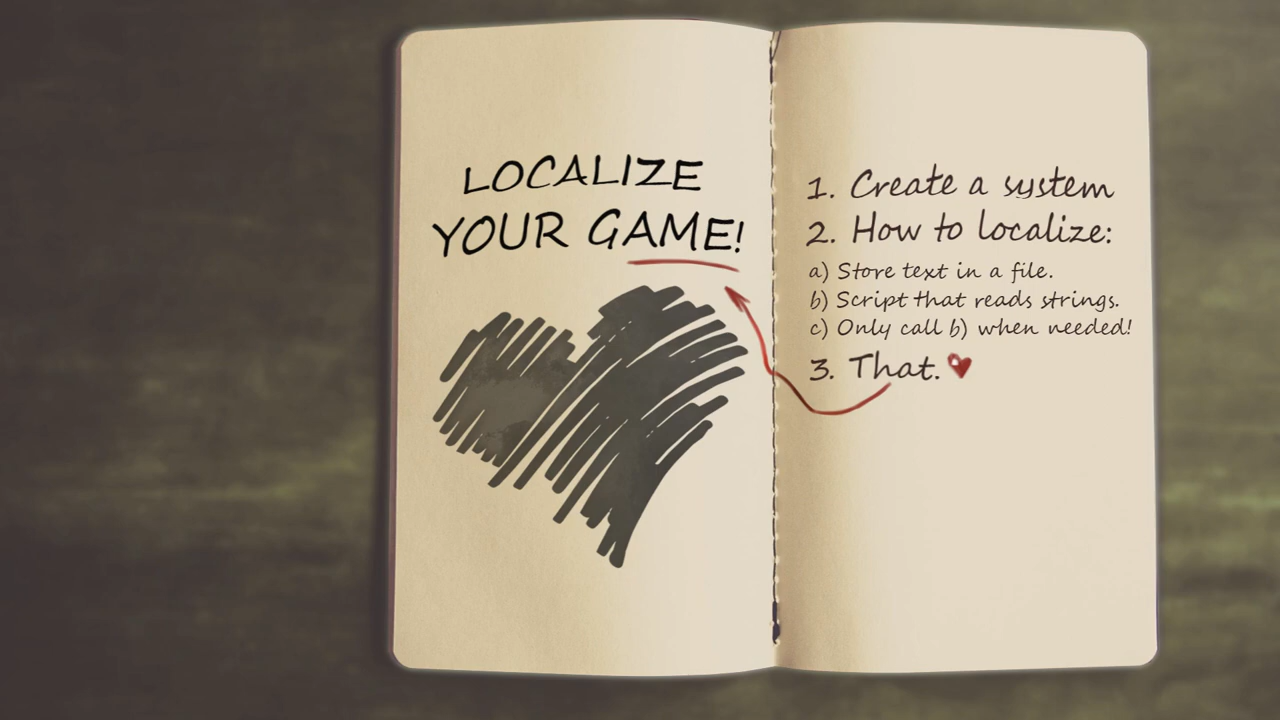 LOCALIZE
YOUR GAME!
1. Create a system
2. How to localize:
a) Store text in a file.
b) Script that reads strings.
c) Only call b) when needed!
3. That.